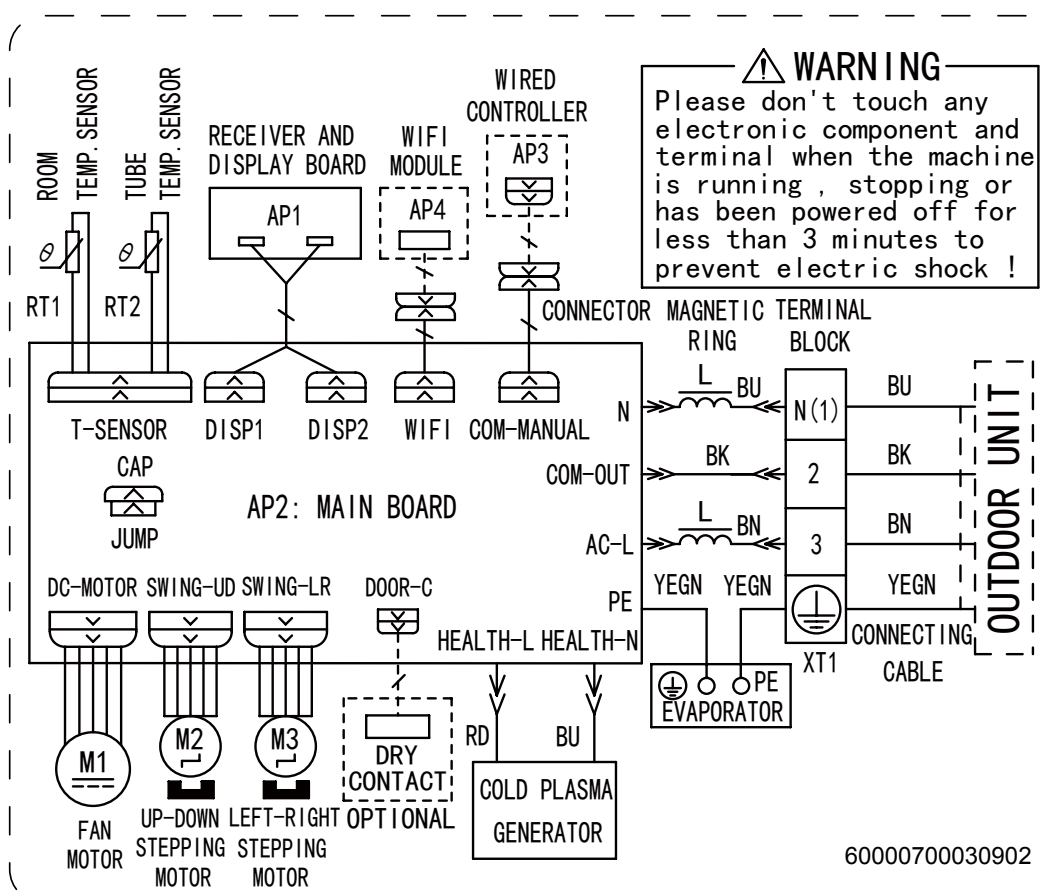 WARNING
Please don't touch any
electronic component and
terminal when the machine
is running , stopping or
has been powered off for
less than 3 minutes to
prevent electric shock !
ROOM
TEMP. SENSOR
TUBE
TEMP. SENSOR
RECEIVER AND
DISPLAY BOARD
WIFI
MODULE
WIRED
CONTROLLER
θ
RT1
θ
RT2
AP1
AP4
AP3
CONNECTOR
MAGNETIC
RING
TERMINAL
BLOCK
T-SENSOR
DISP1
DISP2
WIFI
COM-MANUAL
CAP
JUMP
AP2: MAIN BOARD
N
L
BU
N(1)
BU
COM-OUT
BK
2
BK
AC-L
L
BN
3
BN
PE
YEGN
YEGN
YEGN
XT1
CONNECTING
CABLE
OUTDOOR UNIT
PE
EVAPORATOR
DC-MOTOR
SWING-UD
SWING-LR
DOOR-C
HEALTH-L
HEALTH-N
M1
M2
M3
FAN
MOTOR
UP-DOWN
STEPPING
MOTOR
LEFT-RIGHT
STEPPING
MOTOR
DRY
CONTACT
OPTIONAL
RD
BU
COLD PLASMA
GENERATOR
60000700030902